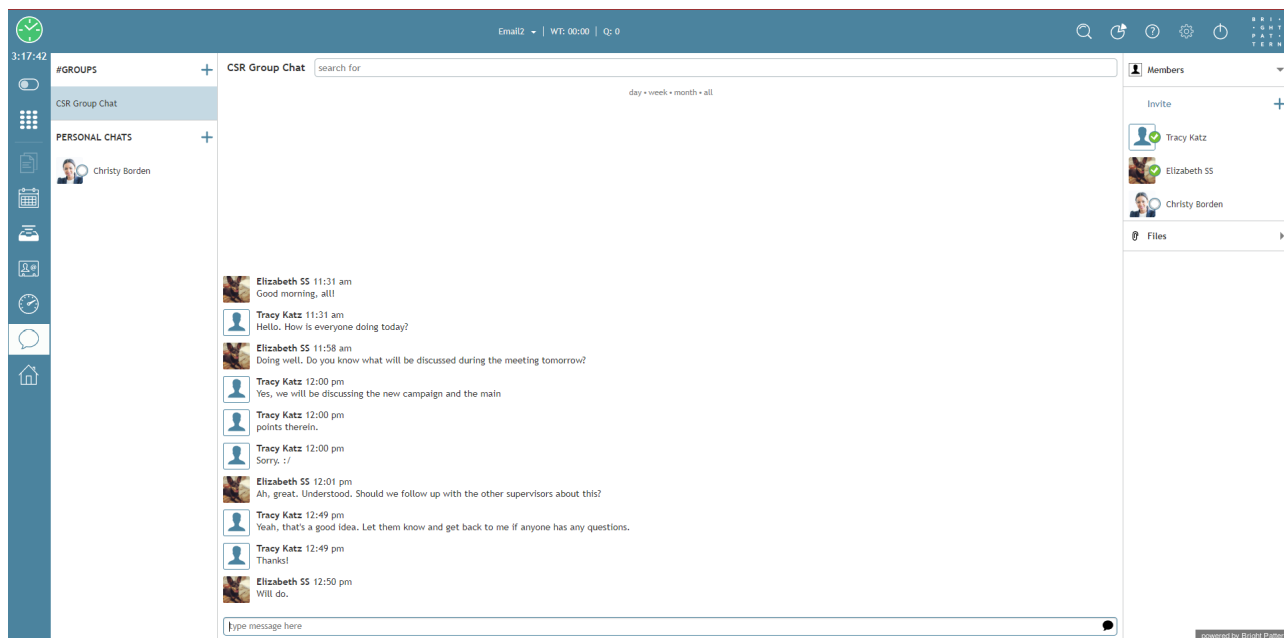 Email2 | WT: 00:00 | Q: 0
B R I ·
· G H T
P A T ·
T E R N
3:17:42
#GROUPS +
CSR Group Chat
PERSONAL CHATS +
Christy Borden
CSR Group Chat search for
day • week • month • all
Elizabeth SS 11:31 am
Good morning, all!
Tracy Katz 11:31 am
Hello. How is everyone doing today?
Elizabeth SS 11:58 am
Doing well. Do you know what will be discussed during the meeting tomorrow?
Tracy Katz 12:00 pm
Yes, we will be discussing the new campaign and the main
Tracy Katz 12:00 pm
points therein.
Tracy Katz 12:00 pm
Sorry. :/
Elizabeth SS 12:01 pm
Ah, great. Understood. Should we follow up with the other supervisors about this?
Tracy Katz 12:49 pm
Yeah, that's a good idea. Let them know and get back to me if anyone has any questions.
Tracy Katz 12:49 pm
Thanks!
Elizabeth SS 12:50 pm
Will do.
type message here
Members
Invite +
Tracy Katz
Elizabeth SS
Christy Borden
Files
powered by Bright Patte